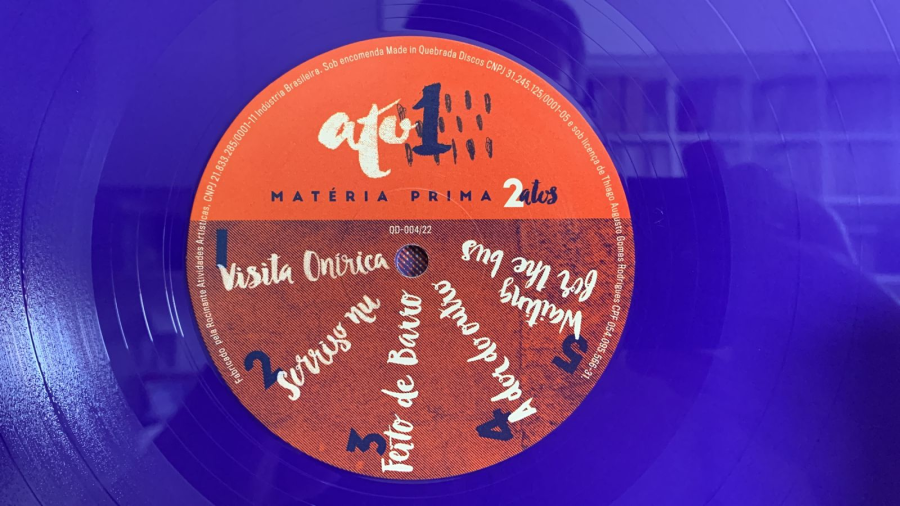 Fabricado pela Rocinante Atividades Artísticas. CNPJ 21.833.285/0001-11 Indústria Brasileira. Sob encomenda Made in Quebrada Discos CNPJ 31.245.125/0001-05 e sob licença de Thiago Augusto Gomes Rodrigues CPF 054.095.566-31.
ato 1
MATÉRIA PRIMA 2atos
QD-004/22
1 Visita Onírica
2 Sorriso nu
3 Feito de Barro
4 A dor do outro
5 Waiting
for the bus